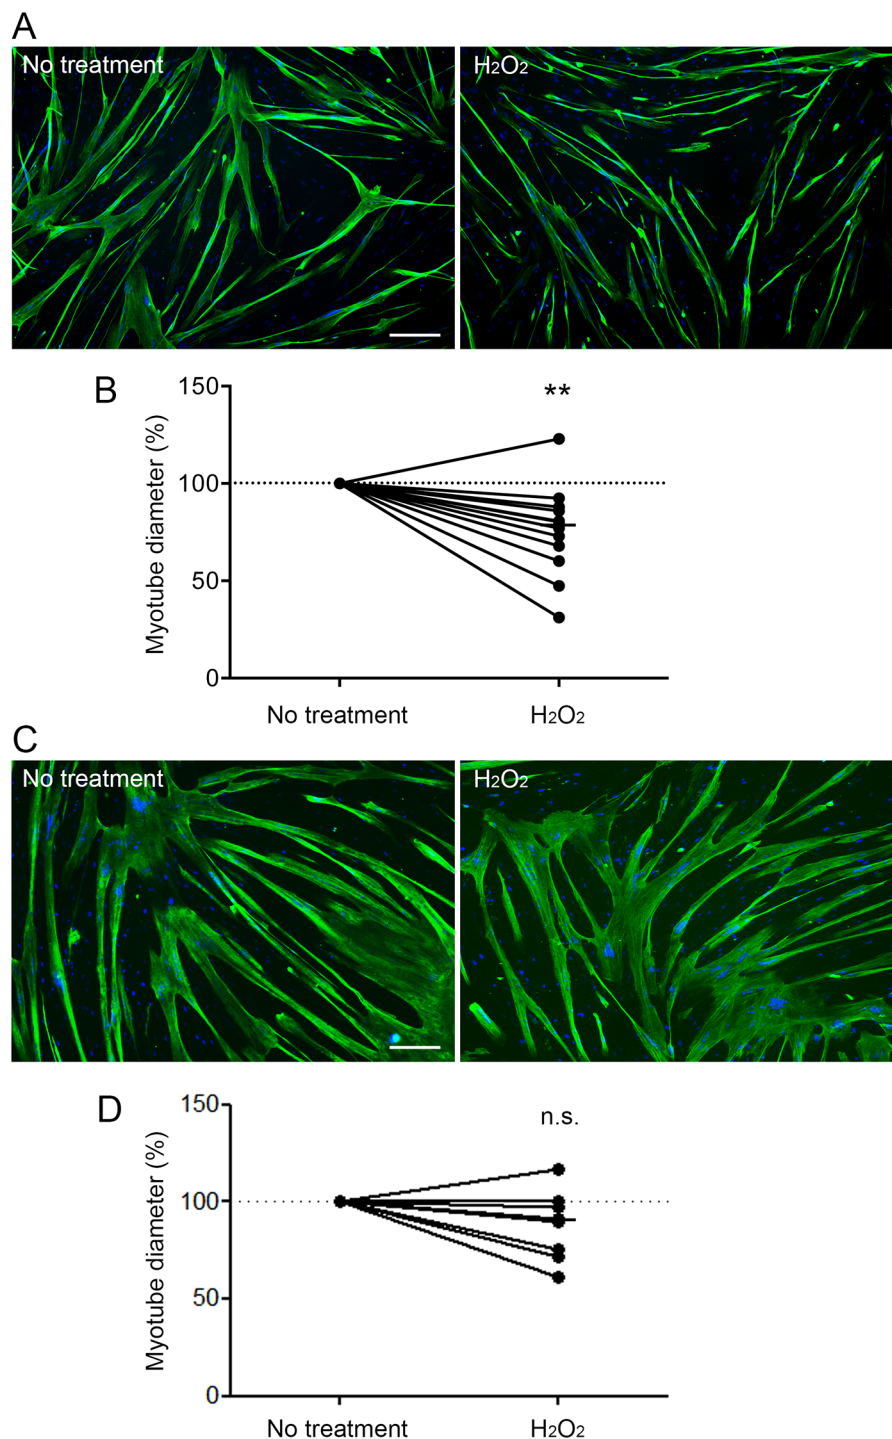 A
No treatment
H₂O₂
B
**
150
100
50
0
Myotube diameter (%)
No treatment
H₂O₂
C
No treatment
H₂O₂
D
n.s.
150
100
50
0
Myotube diameter (%)
No treatment
H₂O₂